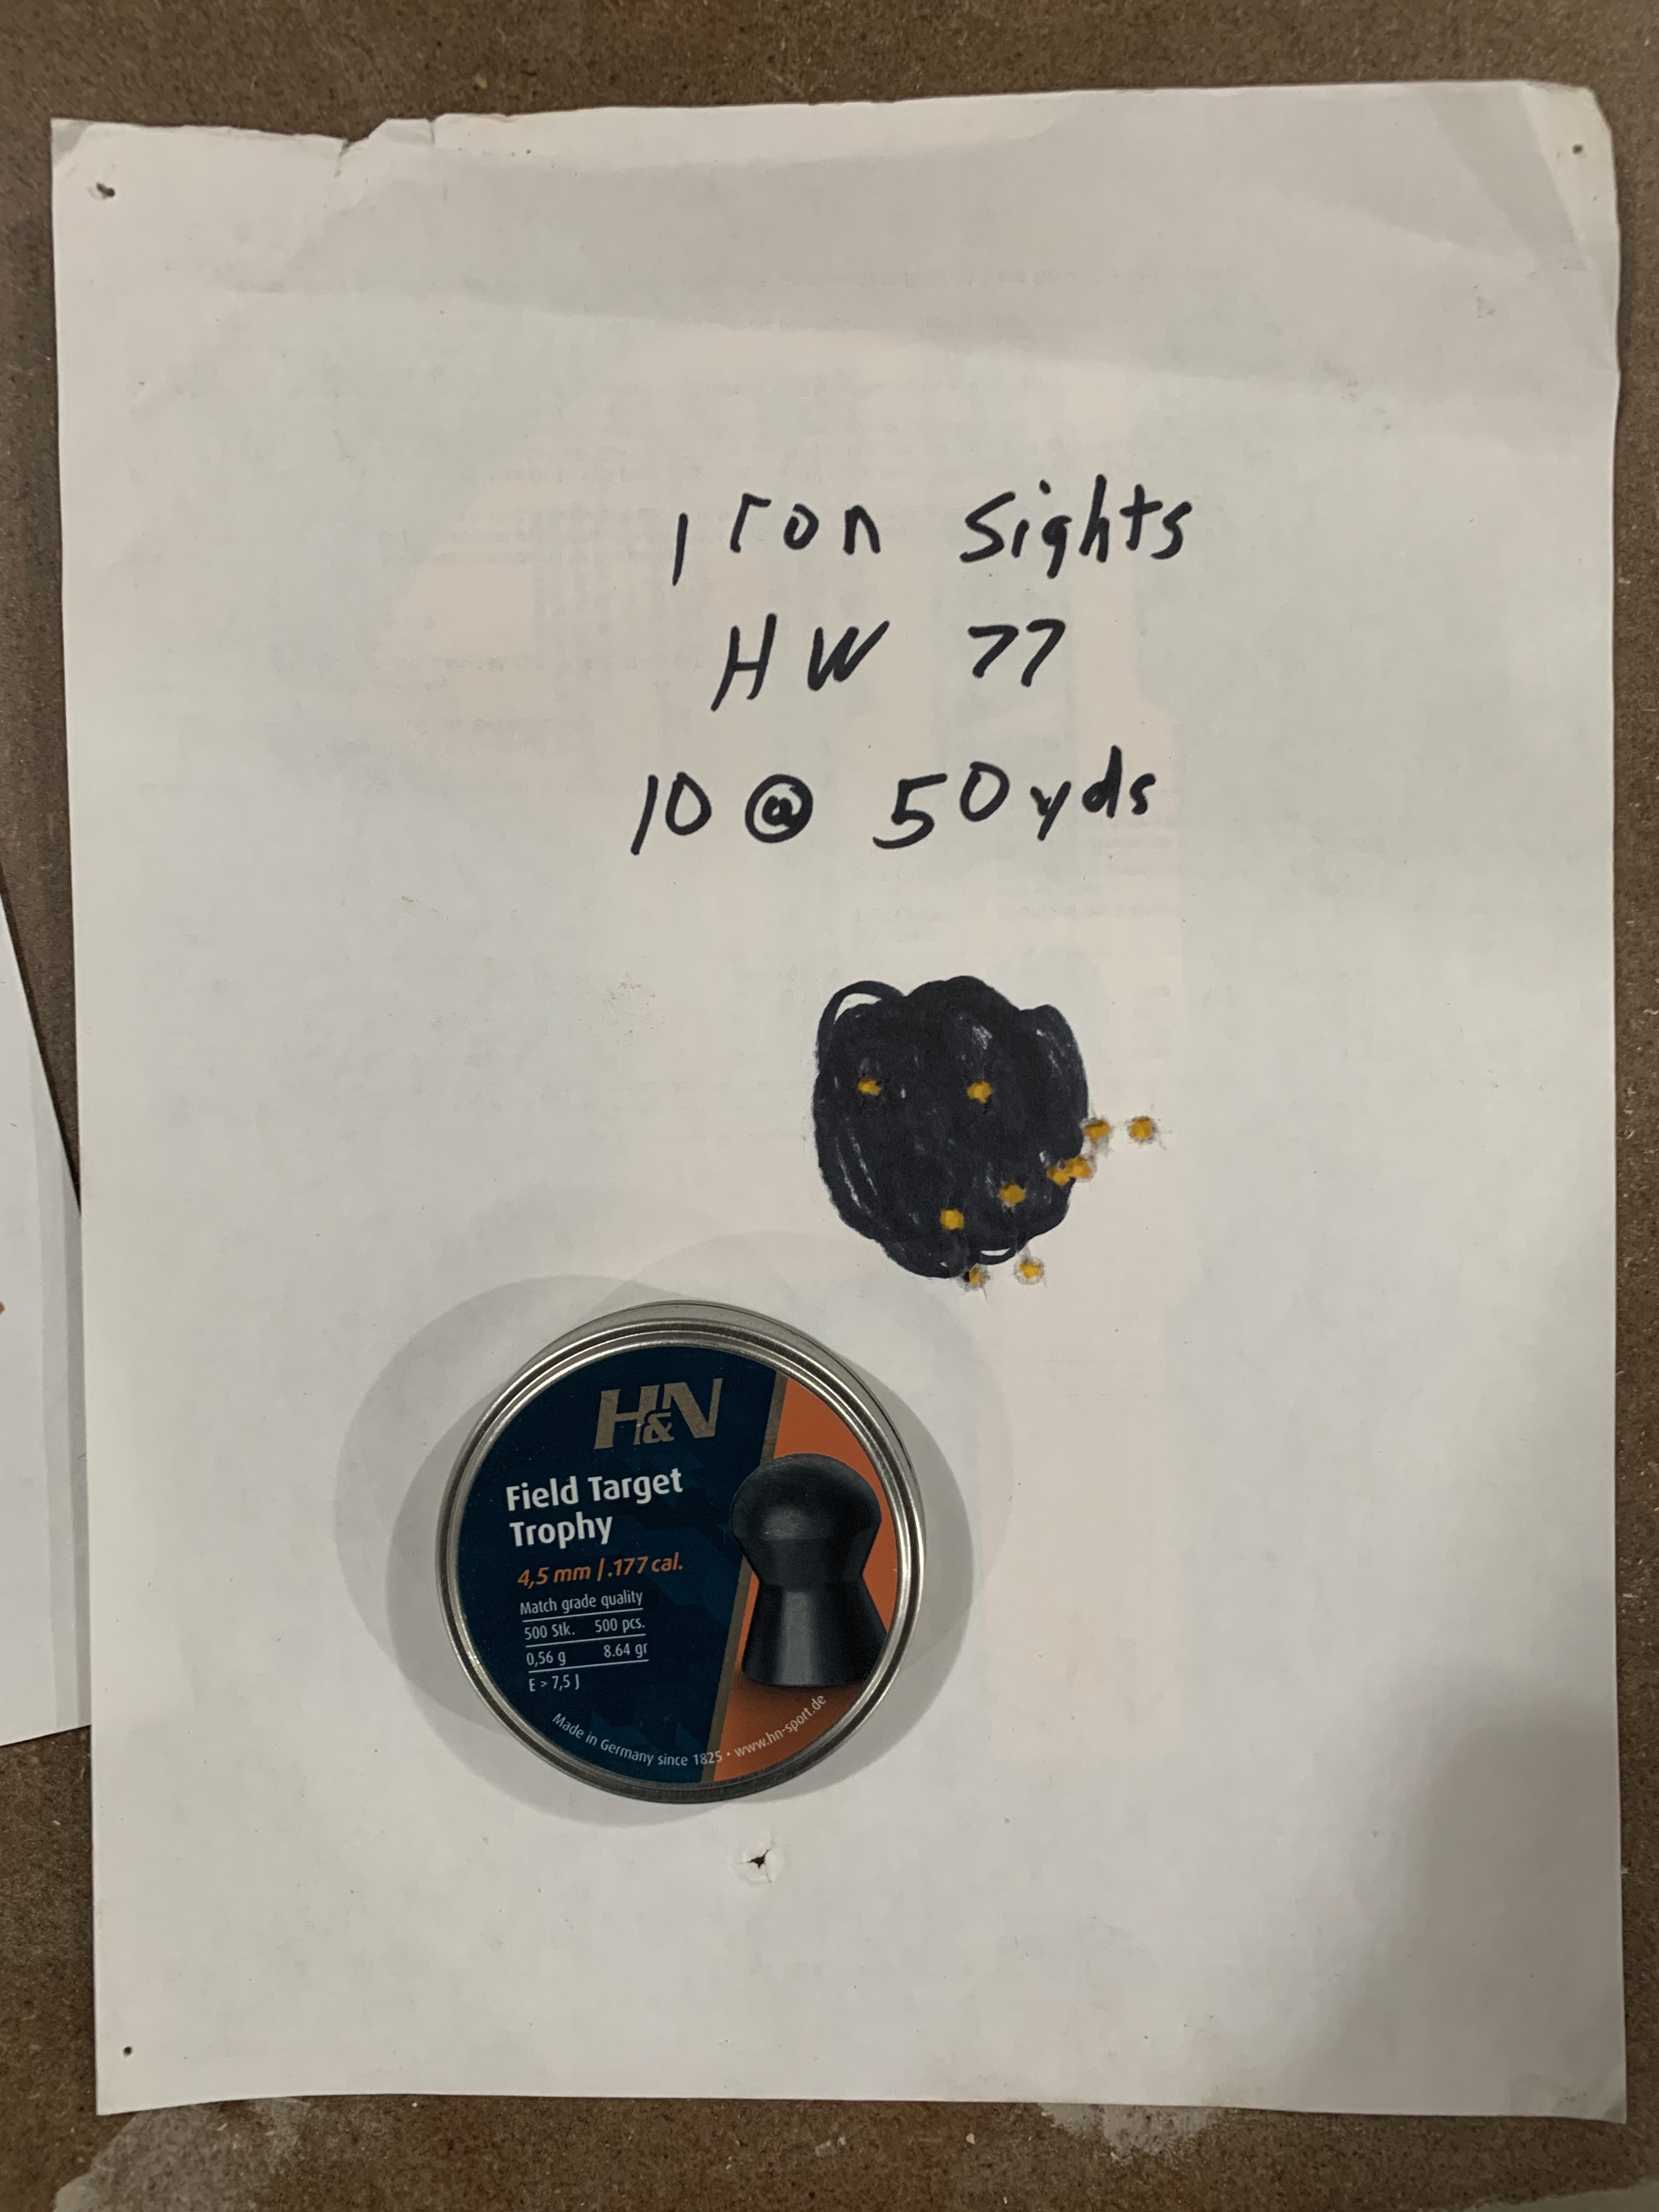 Iron Sights
HW 77
10 @ 50 yds
H&N
Field Target
Trophy
4,5 mm | .177 cal.
Match grade quality
500 Stk. 500 pcs.
0,56 g 8.64 gr
E > 7,5 J
Made in Germany since 1825 • www.hn-sport.de